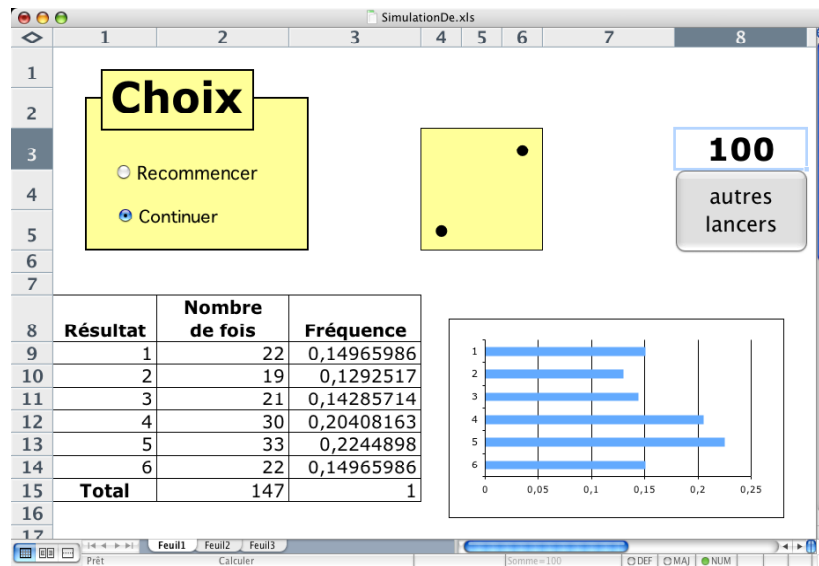 SimulationDe.xls
1 2 3 4 5 6 7 8
1
2
3
4
5
6
7
8
9
10
11
12
13
14
15
16
17
Choix
Recommencer
Continuer
100
autres
lancers
Résultat Nombre de fois Fréquence
1 22 0,14965986
2 19 0,1292517
3 21 0,14285714
4 30 0,20408163
5 33 0,2244898
6 22 0,14965986
Total 147 1
1
2
3
4
5
6
0 0,05 0,1 0,15 0,2 0,25
Feuil1 Feuil2 Feuil3
Prêt Calculer Somme=100 DEF MAJ NUM